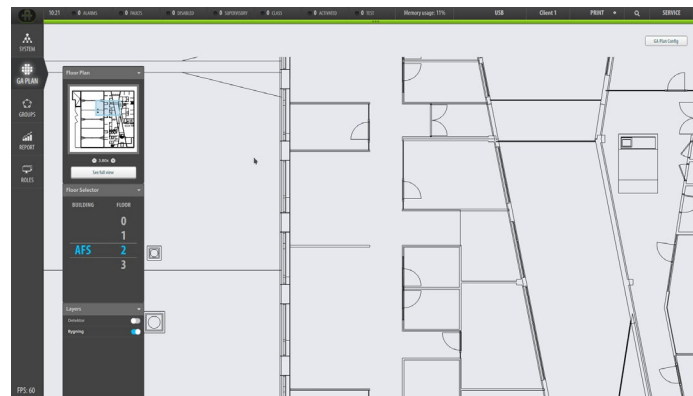 10:21 0 ALARMS 0 FAULTS 0 DISABLED 0 SUPERVISORY 0 CLASS 0 ACTIVATED 0 TEST Memory usage: 11% USB Client 1 PRINT SERVICE
GA Plan Config
SYSTEM
GA PLAN
GROUPS
REPORT
ROLES
Floor Plan
Set full view
Floor Selector
BUILDING FLOOR
0
1
AFS 2
3
Layers
Detektor
Bygning
FPS: 60